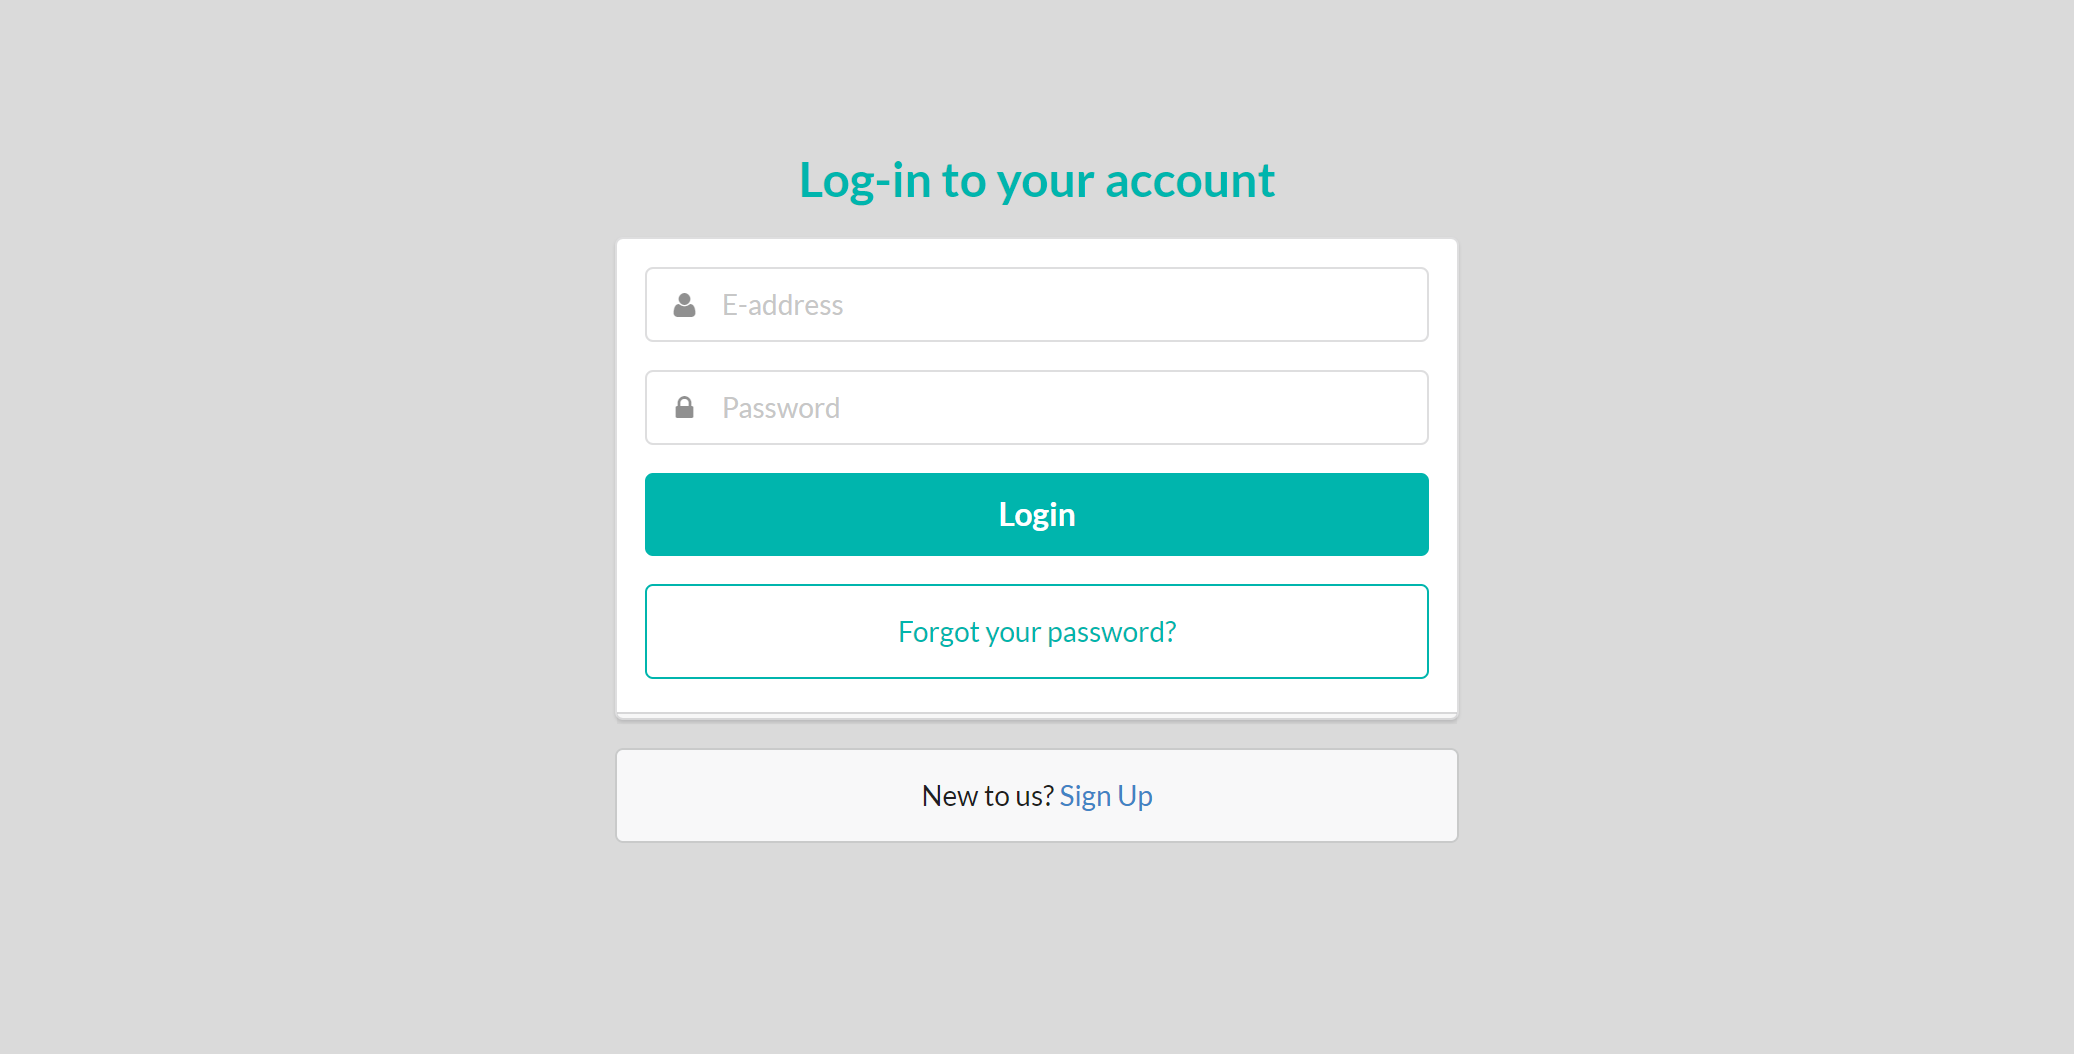 Log-in to your account
E-address
Password
Login
Forgot your password?
New to us? Sign Up